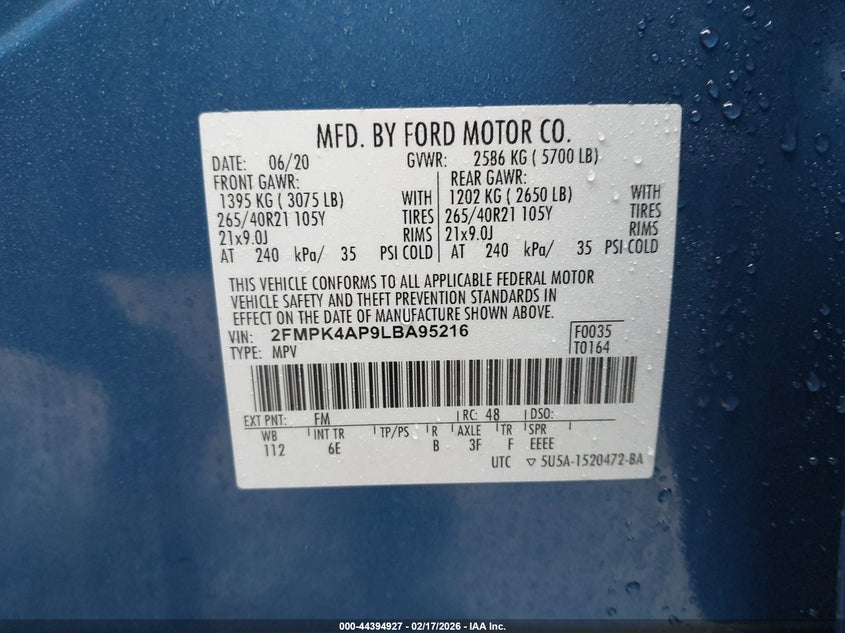 MFD. BY FORD MOTOR CO.
DATE: 06/20 GVWR: 2586 KG ( 5700 LB)
FRONT GAWR: REAR GAWR:
1395 KG ( 3075 LB) WITH 1202 KG ( 2650 LB) WITH
265/40R21 105Y TIRES 265/40R21 105Y TIRES
21x9.0J RIMS 21x9.0J RIMS
AT 240 kPa/ 35 PSI COLD AT 240 kPa/ 35 PSI COLD
THIS VEHICLE CONFORMS TO ALL APPLICABLE FEDERAL MOTOR
VEHICLE SAFETY AND THEFT PREVENTION STANDARDS IN
EFFECT ON THE DATE OF MANUFACTURE SHOWN ABOVE.
VIN: 2FMPK4AP9LBA95216 F0035
TYPE: MPV T0164
EXT PNT: FM RC: 48 DSO:
WB INT TR TP/PS R AXLE TR SPR
112 6E B 3F F EEEE
UTC ▽ 5U5A-1520472-BA
000-44394927 - 02/17/2026 - IAA Inc.